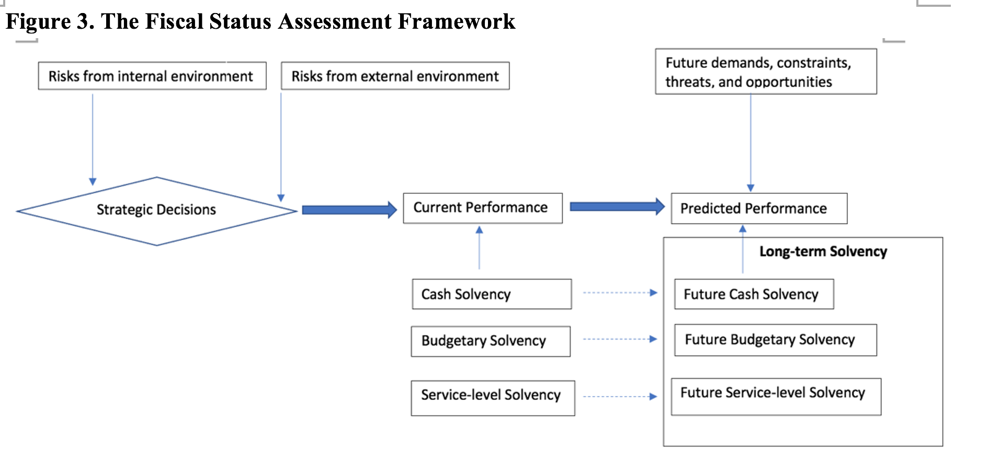 Figure 3. The Fiscal Status Assessment Framework
Risks from internal environment
Risks from external environment
Future demands, constraints,
threats, and opportunities
Strategic Decisions
Current Performance
Predicted Performance
Long-term Solvency
Cash Solvency
Future Cash Solvency
Budgetary Solvency
Future Budgetary Solvency
Service-level Solvency
Future Service-level Solvency